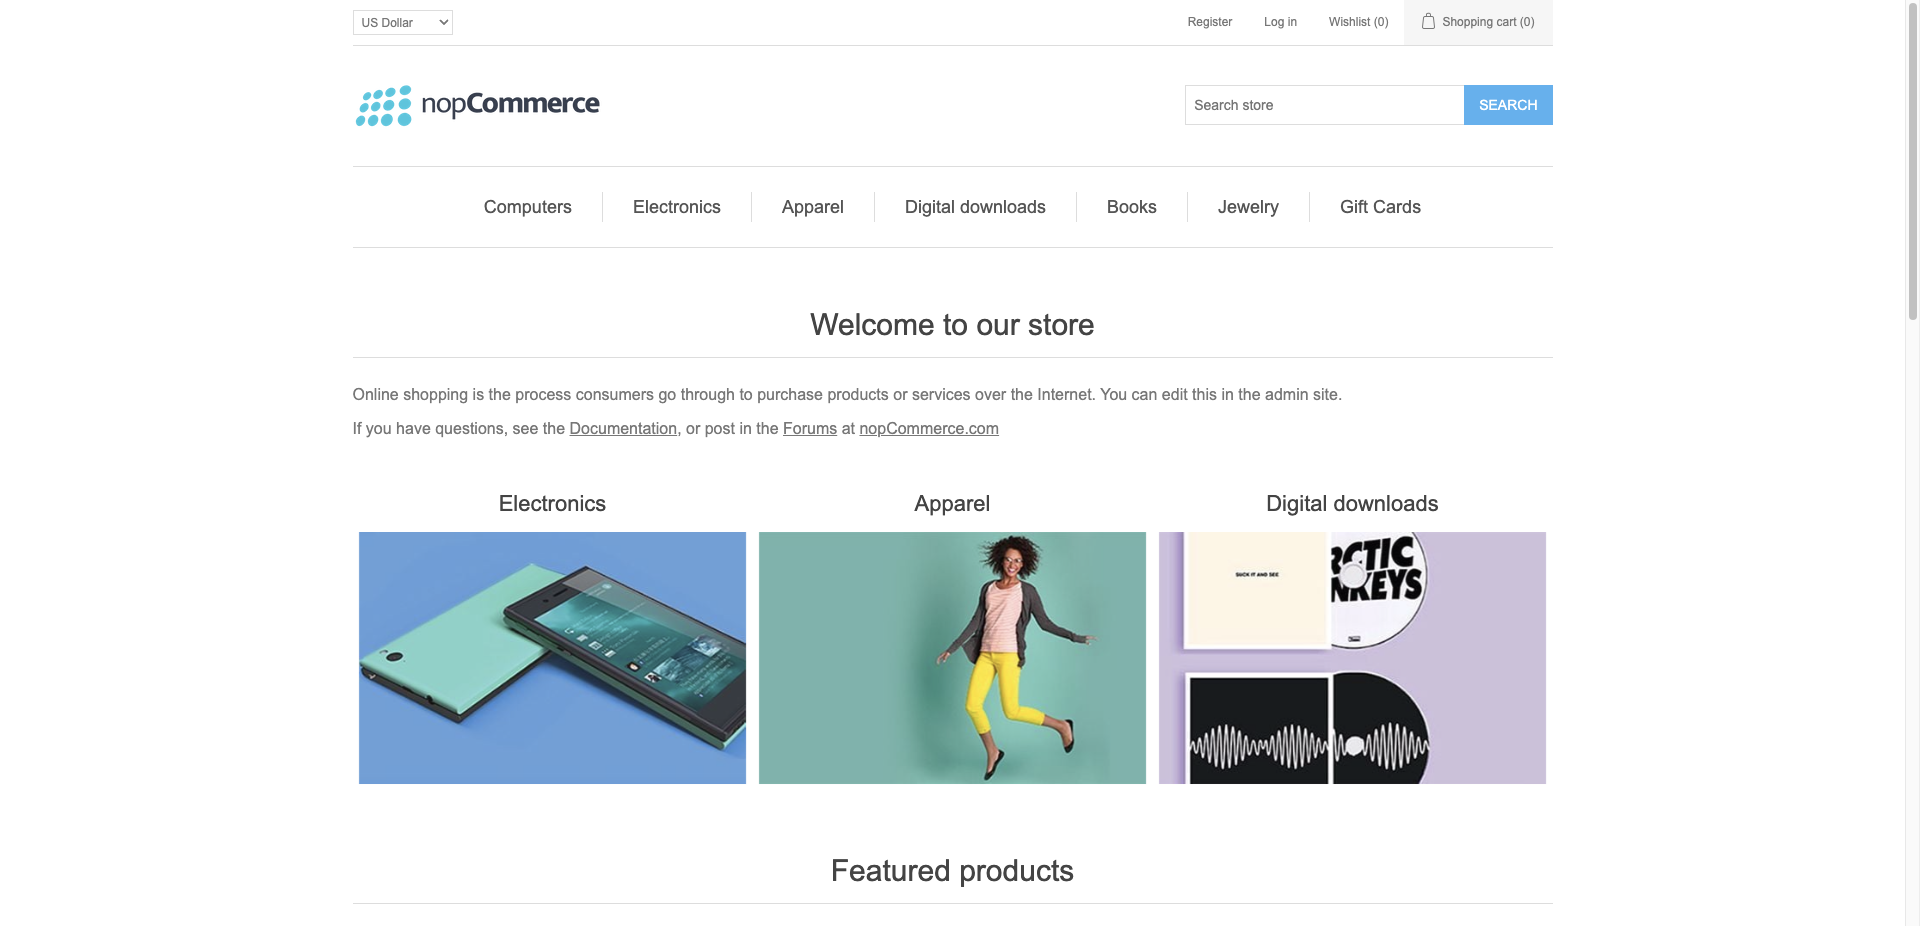 US Dollar
Register
Log in
Wishlist (0)
Shopping cart (0)
nopCommerce
Search store
SEARCH
Computers
Electronics
Apparel
Digital downloads
Books
Jewelry
Gift Cards
Welcome to our store
Online shopping is the process consumers go through to purchase products or services over the Internet. You can edit this in the admin site.
If you have questions, see the Documentation, or post in the Forums at nopCommerce.com
Electronics
Apparel
Digital downloads
SUCK IT AND SEE
RCTIC
NKEYS
Featured products